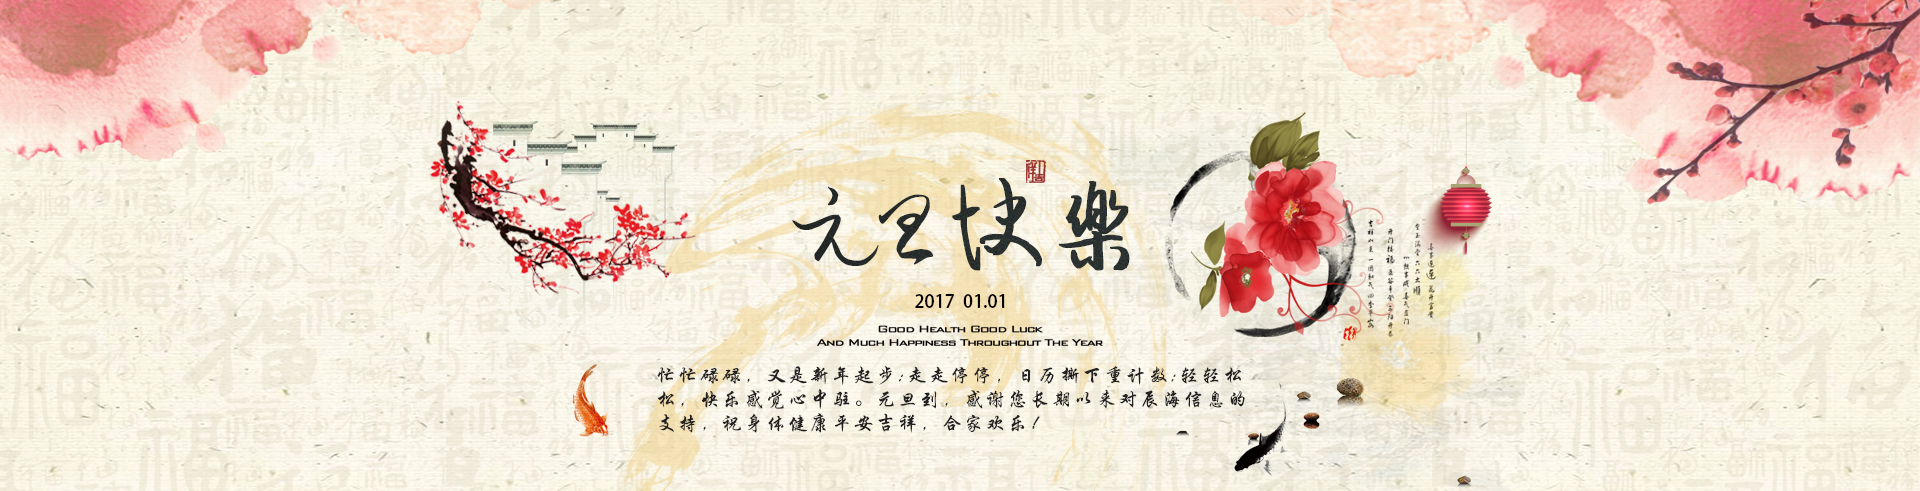 元旦快樂
2017 01.01
GOOD HEALTH GOOD LUCK
AND MUCH HAPPINESS THROUGHOUT THE YEAR
忙忙碌碌，又是新年起步;走走停停，日历撕下重计数;轻轻松
松，快乐感觉心中驻。元旦到，感谢您长期以来对辰海信息的
支持，祝身体健康平安吉祥，合家欢乐！